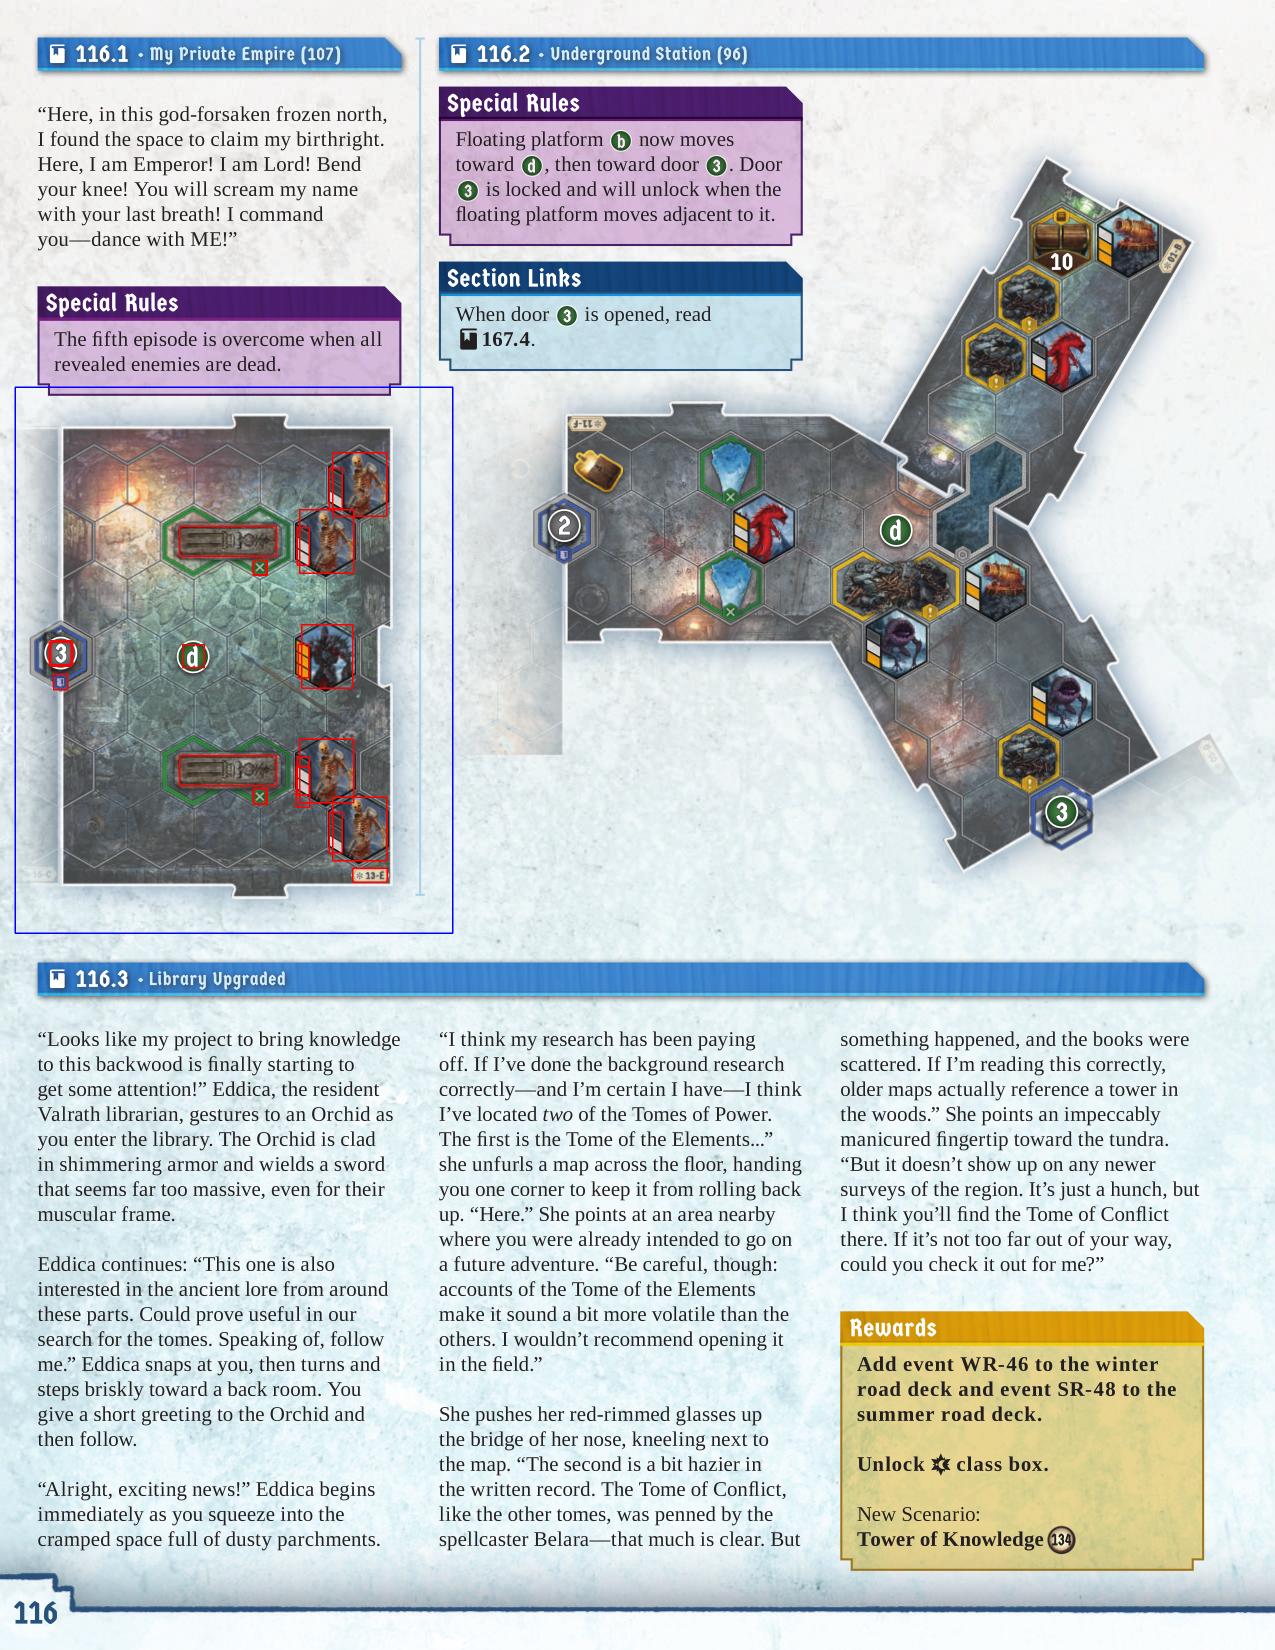 116.1 • My Private Empire (107)
“Here, in this god-forsaken frozen north,
I found the space to claim my birthright.
Here, I am Emperor! I am Lord! Bend
your knee! You will scream my name
with your last breath! I command
you—dance with ME!”
Special Rules
The fifth episode is overcome when all
revealed enemies are dead.
3
d
13-E
116.2 • Underground Station (96)
Special Rules
Floating platform b now moves
toward d, then toward door 3. Door
3 is locked and will unlock when the
floating platform moves adjacent to it.
Section Links
When door 3 is opened, read
167.4.
10
11-F
2
d
3
116.3 • Library Upgraded
“Looks like my project to bring knowledge
to this backwood is finally starting to
get some attention!” Eddica, the resident
Valrath librarian, gestures to an Orchid as
you enter the library. The Orchid is clad
in shimmering armor and wields a sword
that seems far too massive, even for their
muscular frame.
Eddica continues: “This one is also
interested in the ancient lore from around
these parts. Could prove useful in our
search for the tomes. Speaking of, follow
me.” Eddica snaps at you, then turns and
steps briskly toward a back room. You
give a short greeting to the Orchid and
then follow.
“Alright, exciting news!” Eddica begins
immediately as you squeeze into the
cramped space full of dusty parchments.
“I think my research has been paying
off. If I’ve done the background research
correctly—and I’m certain I have—I think
I’ve located two of the Tomes of Power.
The first is the Tome of the Elements...”
she unfurls a map across the floor, handing
you one corner to keep it from rolling back
up. “Here.” She points at an area nearby
where you were already intended to go on
a future adventure. “Be careful, though:
accounts of the Tome of the Elements
make it sound a bit more volatile than the
others. I wouldn’t recommend opening it
in the field.”
She pushes her red-rimmed glasses up
the bridge of her nose, kneeling next to
the map. “The second is a bit hazier in
the written record. The Tome of Conflict,
like the other tomes, was penned by the
spellcaster Belara—that much is clear. But
something happened, and the books were
scattered. If I’m reading this correctly,
older maps actually reference a tower in
the woods.” She points an impeccably
manicured fingertip toward the tundra.
“But it doesn’t show up on any newer
surveys of the region. It’s just a hunch, but
I think you’ll find the Tome of Conflict
there. If it’s not too far out of your way,
could you check it out for me?”
Rewards
Add event WR-46 to the winter
road deck and event SR-48 to the
summer road deck.
Unlock class box.
New Scenario:
Tower of Knowledge 134
116